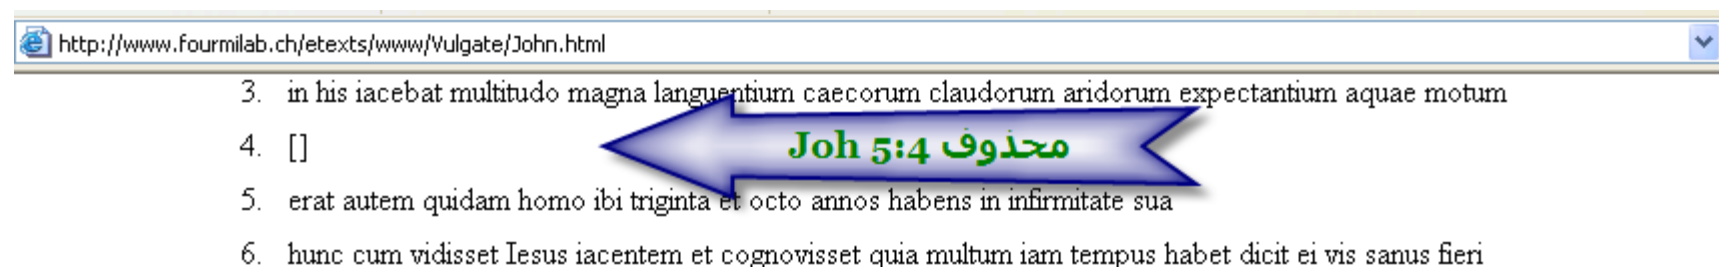 http://www.fourmilab.ch/etexts/www/Vulgate/John.html
3. in his iacebat multitudo magna languentium caecorum claudorum aridorum expectantium aquae motum
4. []
محذوف Joh 5:4
5. erat autem quidam homo ibi triginta et octo annos habens in infirmitate sua
6. hunc cum vidisset Iesus iacentem et cognovisset quia multum iam tempus habet dicit ei vis sanus fieri